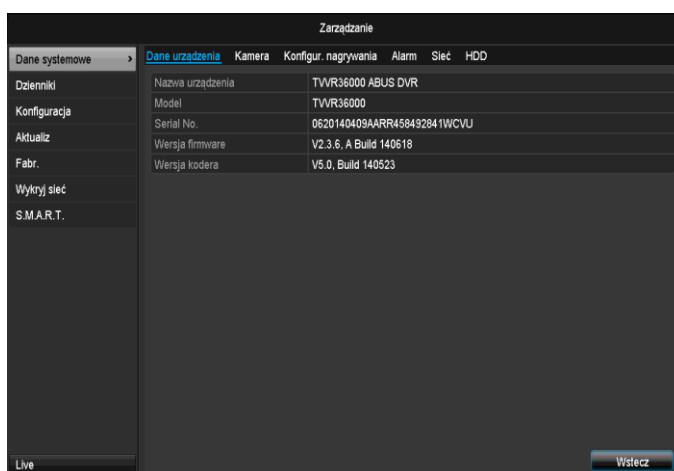 Zarządzanie
Dane systemowe >
Dane urządzenia Kamera Konfigur. nagrywania Alarm Sieć HDD
Dzienniki
Konfiguracja
Aktualiz
Fabr.
Wykryj sieć
S.M.A.R.T.
Nazwa urządzenia TVVR36000 ABUS DVR
Model TVVR36000
Serial No. 0620140409AARR458492841WCVU
Wersja firmware V2.3.6, A Build 140618
Wersja kodera V5.0, Build 140523
Live
Wstecz